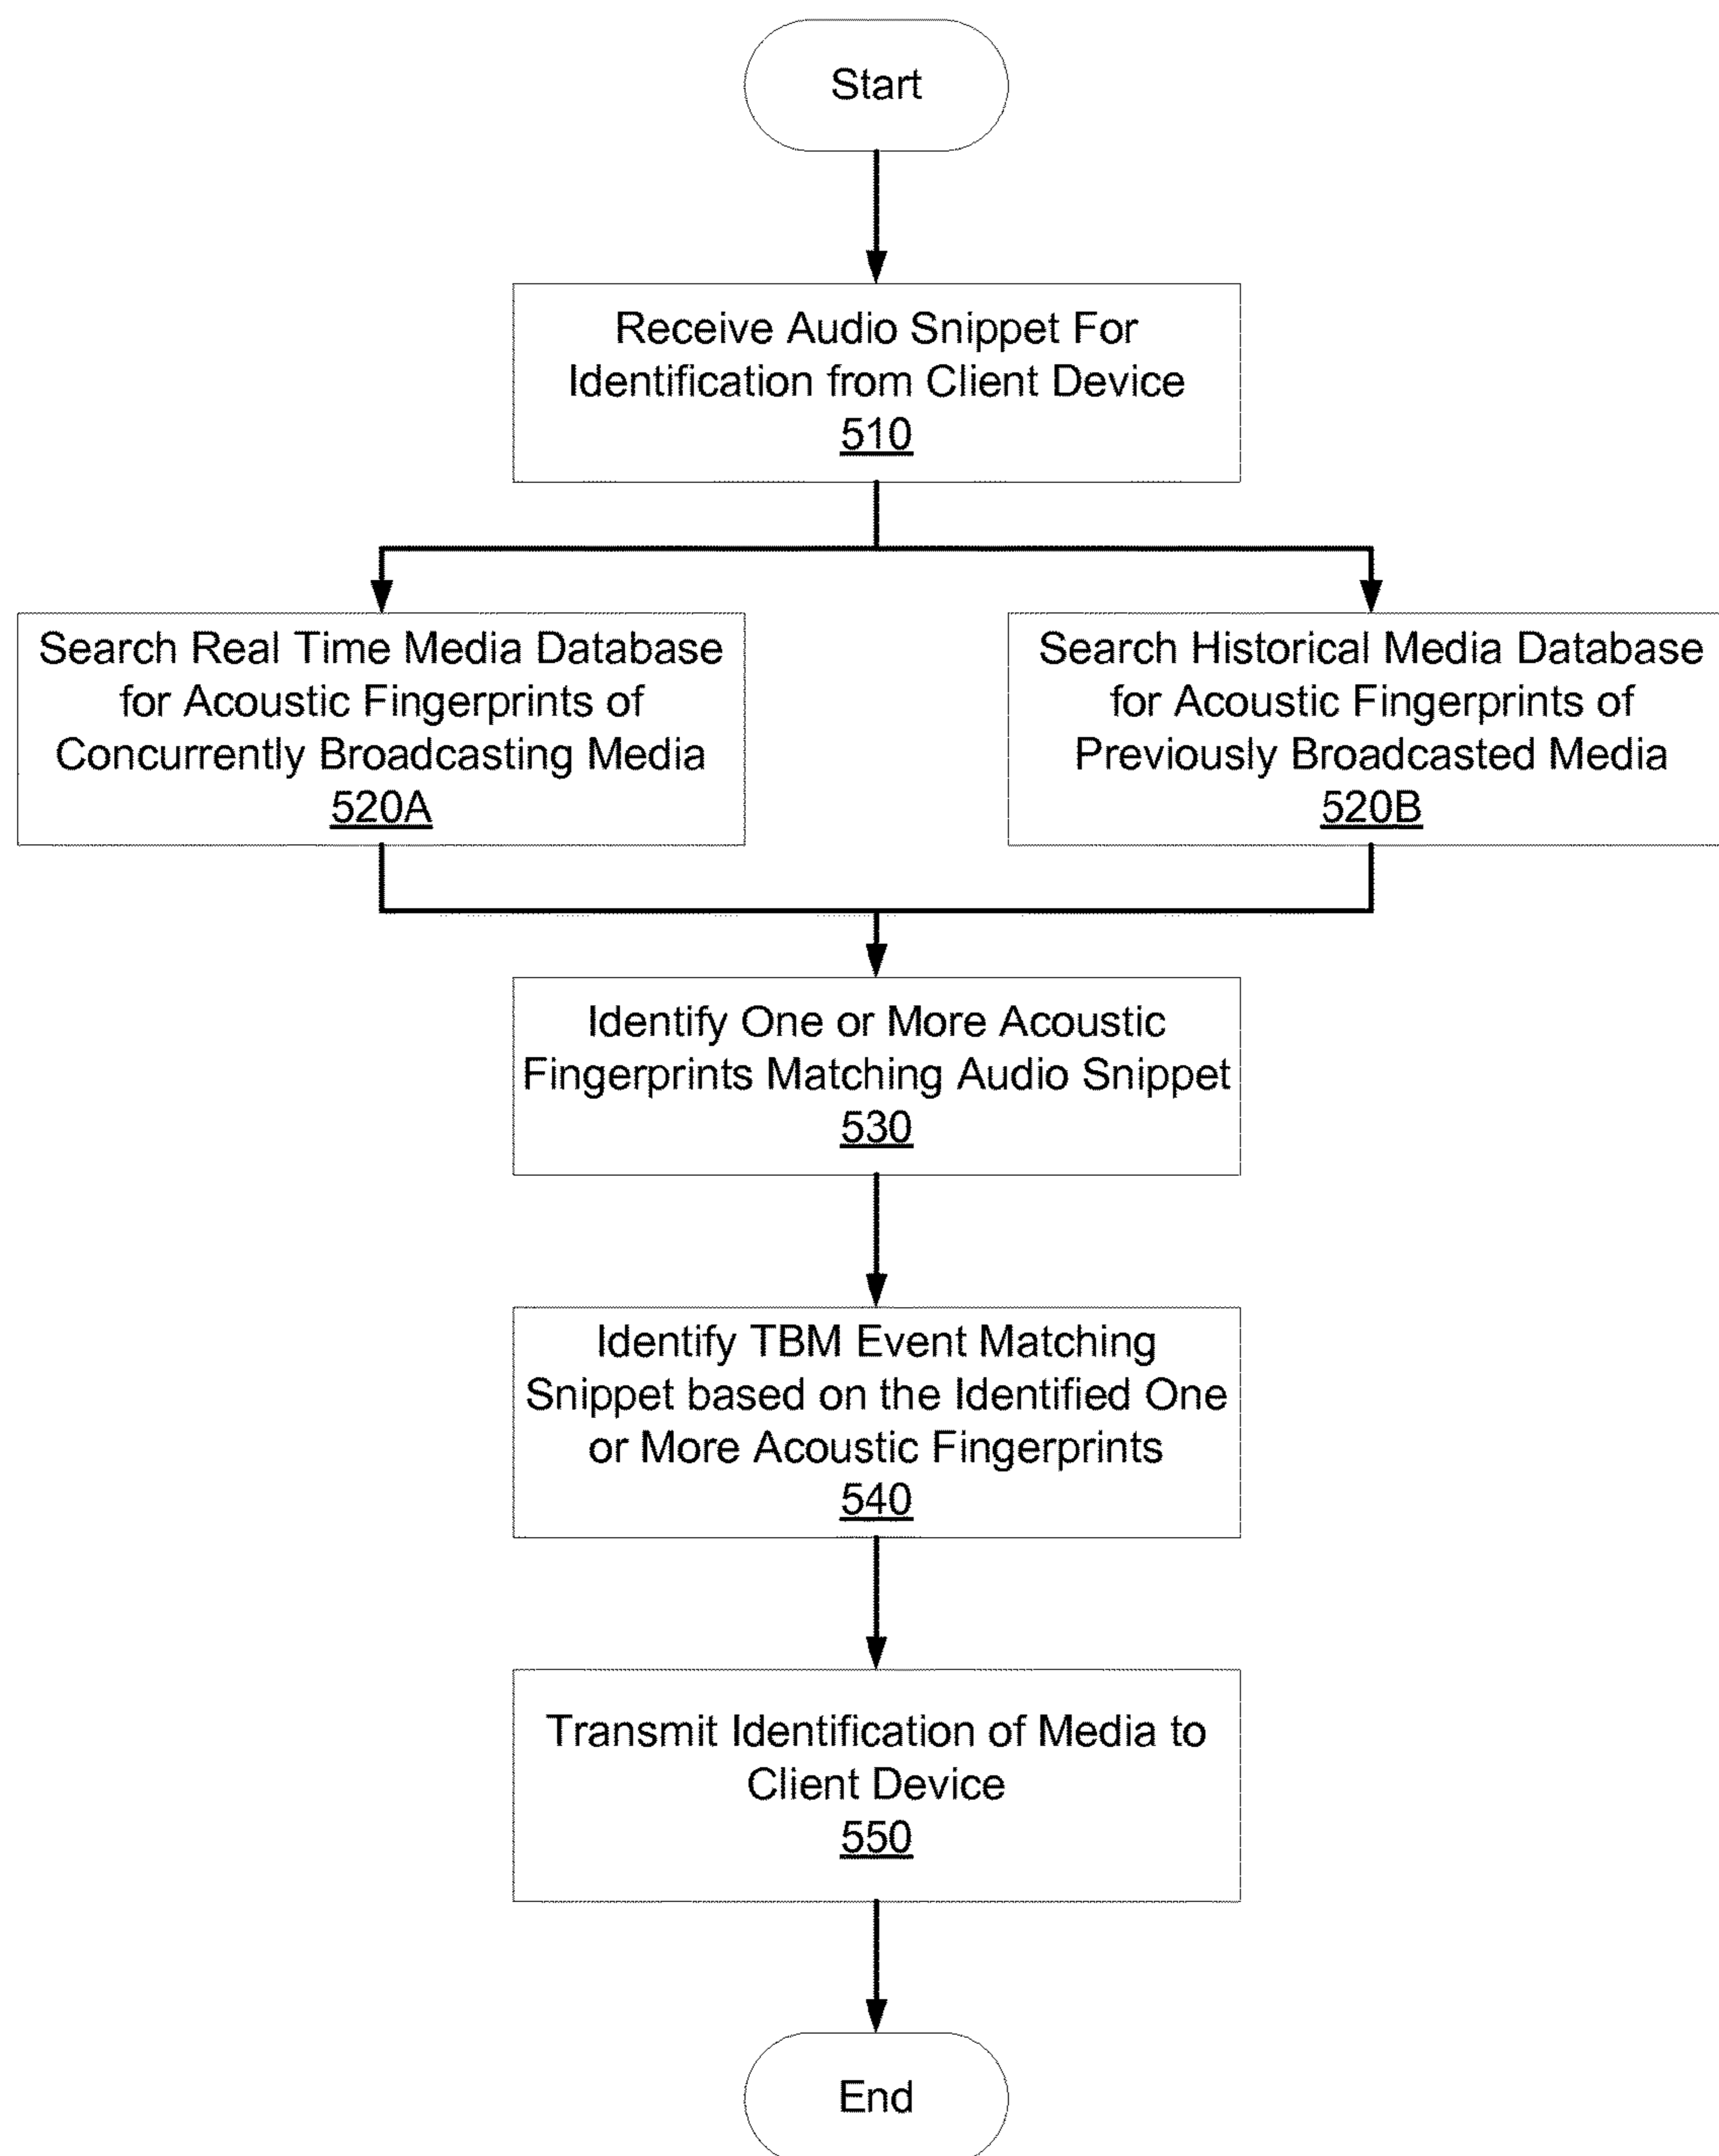 Start
Receive Audio Snippet For
Identification from Client Device
510
Search Real Time Media Database
for Acoustic Fingerprints of
Concurrently Broadcasting Media
520A
Search Historical Media Database
for Acoustic Fingerprints of
Previously Broadcasted Media
520B
Identify One or More Acoustic
Fingerprints Matching Audio Snippet
530
Identify TBM Event Matching
Snippet based on the Identified One
or More Acoustic Fingerprints
540
Transmit Identification of Media to
Client Device
550
End